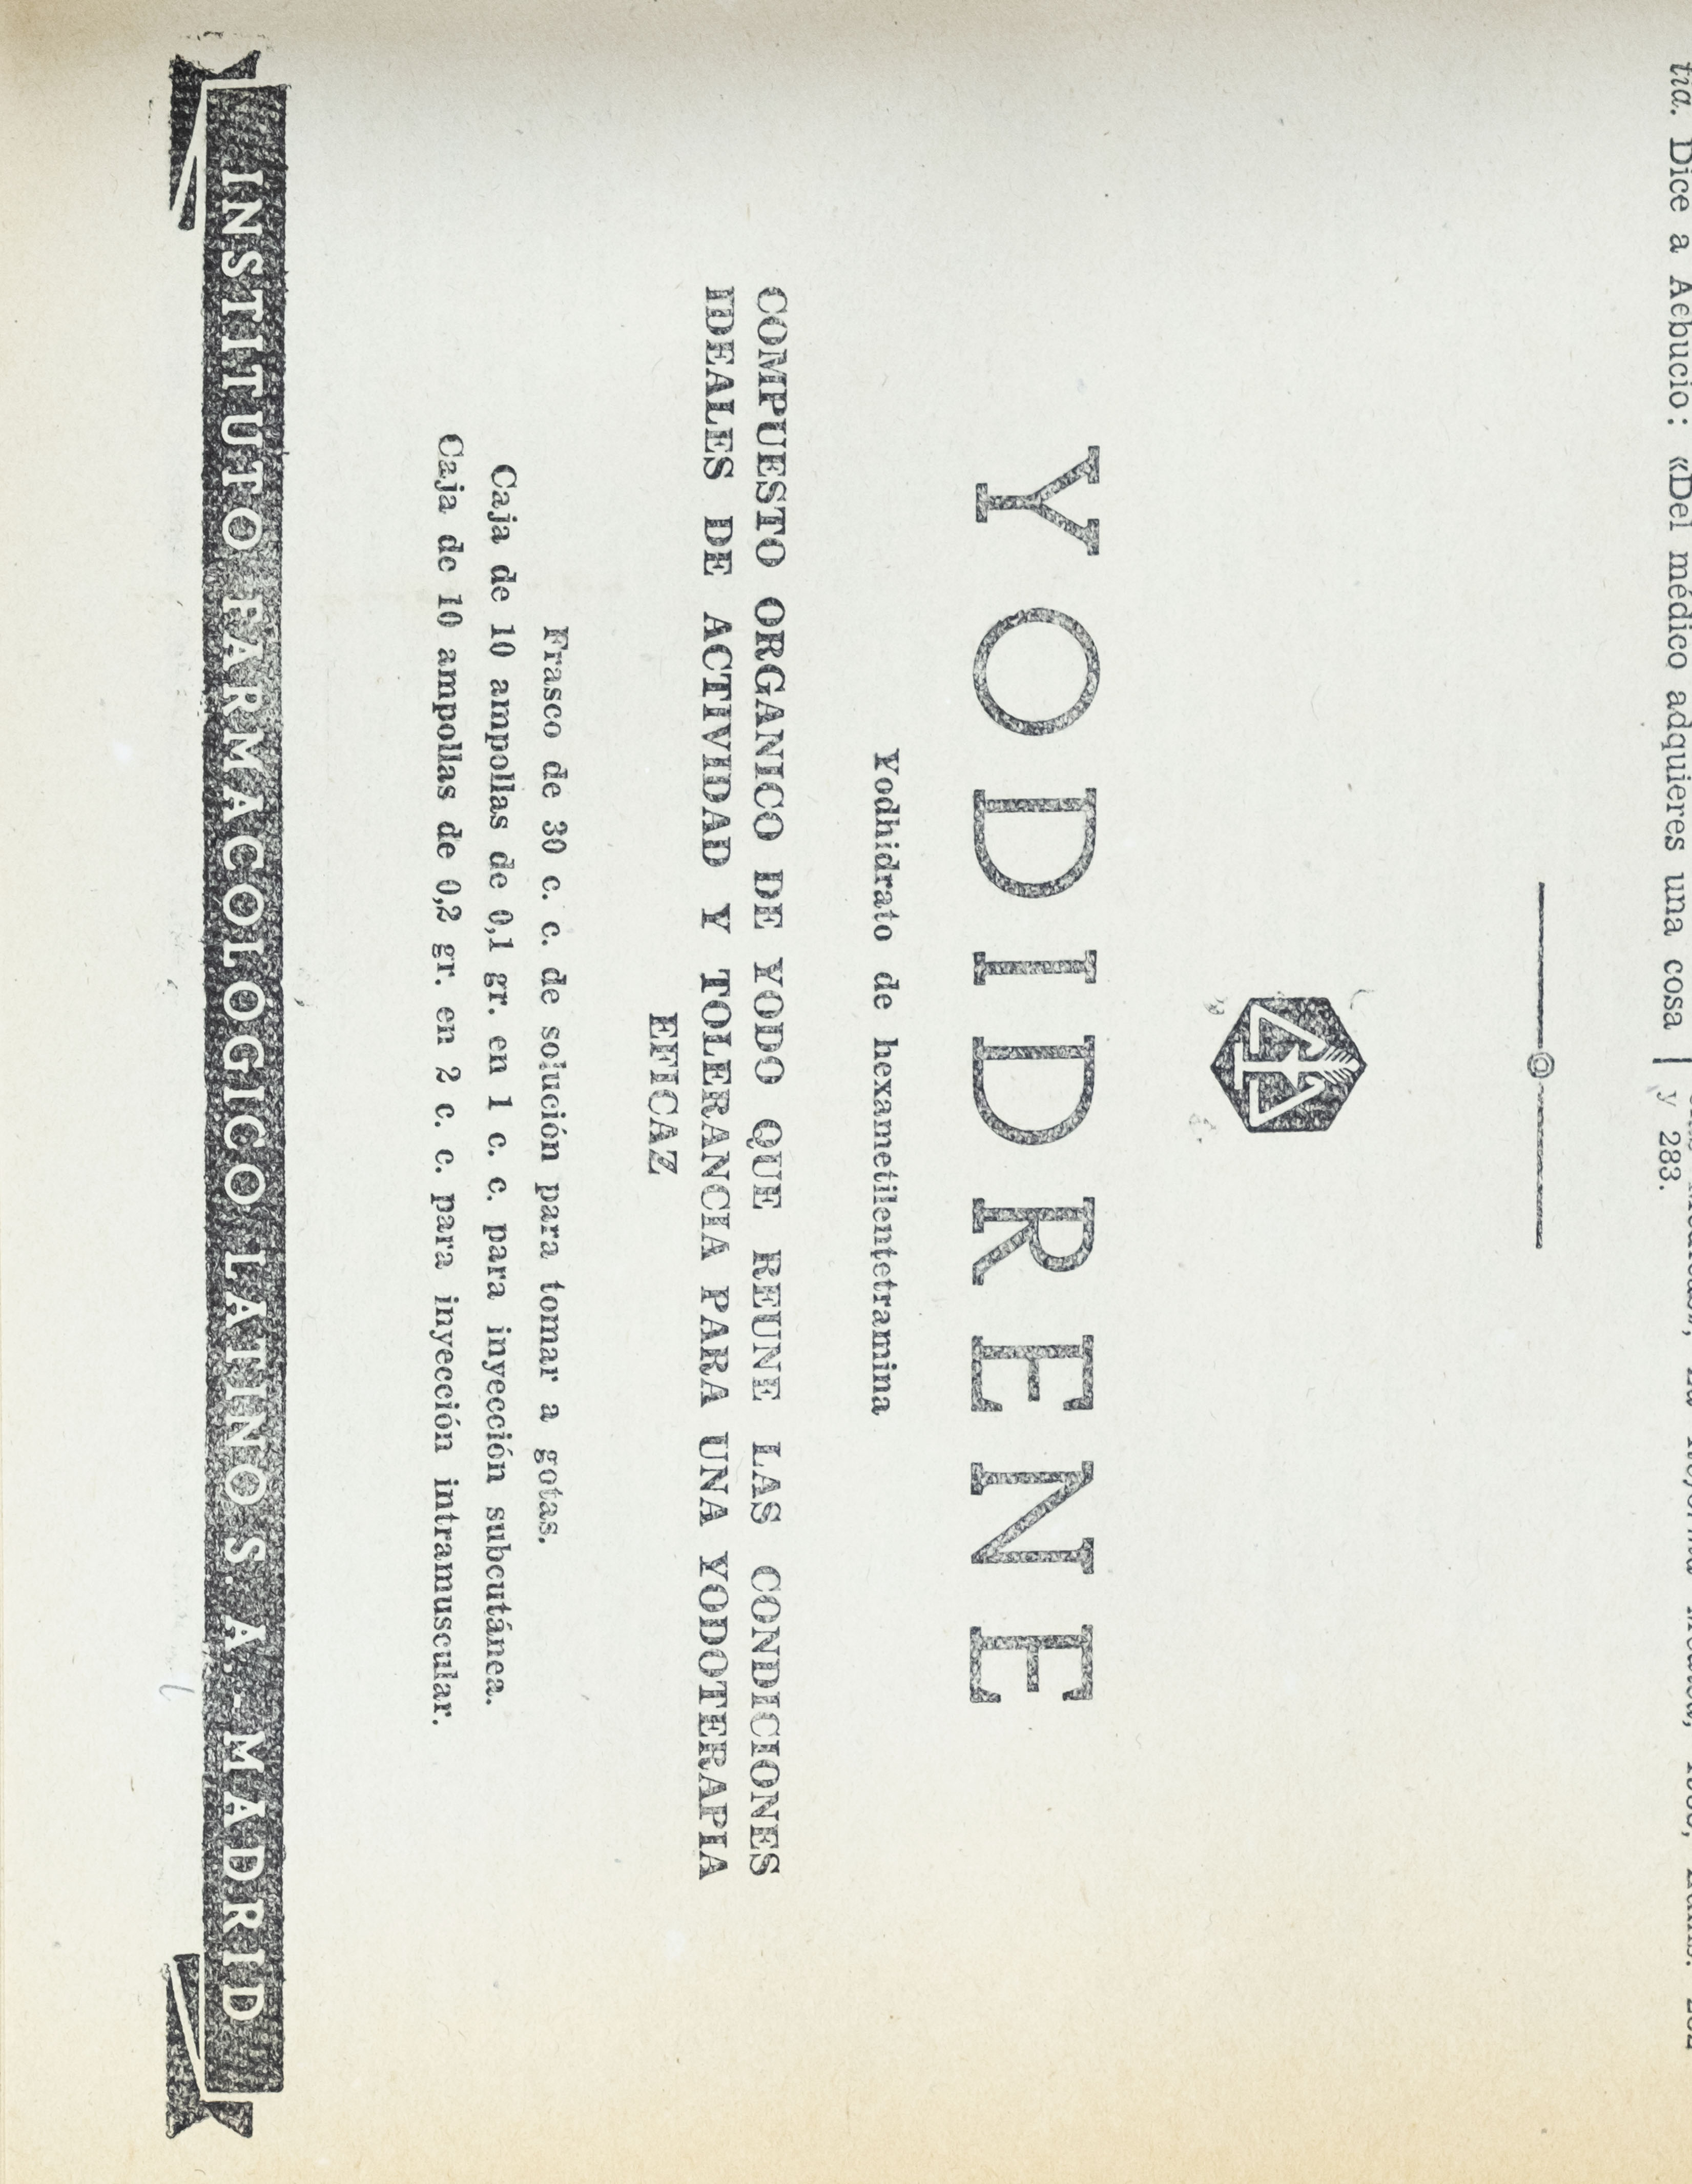 tia. Dice a Aebucio: «Del médico adquieres una cosa
y 283.
YODIDRENE
Yodhidrato de hexametilentetramina
COMPUESTO ORGANICO DE YODO QUE REUNE LAS CONDICIONES
IDEALES DE ACTIVIDAD Y TOLERANCIA PARA UNA YODOTERAPIA
EFICAZ
Frasco de 30 c. c. de solución para tomar a gotas.
Caja de 10 ampollas de 0,1 gr. en 1 c. c. para inyección subcutánea.
Caja de 10 ampollas de 0,2 gr. en 2 c. c. para inyección intramuscular.
INSTITUTO FARMACOLOGICO LATINO S. A. - MADRID